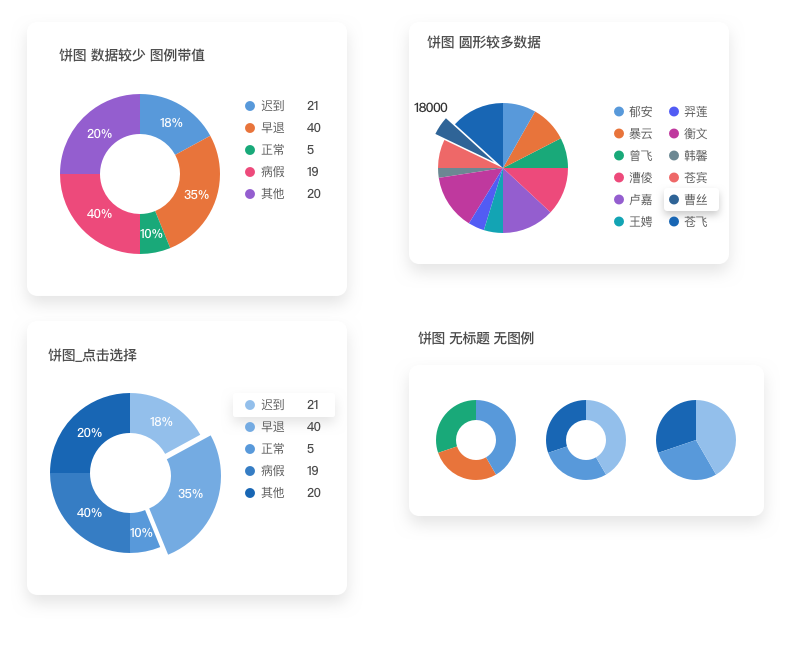 饼图 数据较少 图例带值
18%
35%
10%
40%
20%
迟到 21
早退 40
正常 5
病假 19
其他 20
饼图 圆形较多数据
18000
郁安 羿莲
暴云 衡文
曾飞 韩馨
漕倰 苍宾
卢嘉 曹丝
王娉 苍飞
饼图_点击选择
18%
35%
10%
40%
20%
迟到 21
早退 40
正常 5
病假 19
其他 20
饼图 无标题 无图例